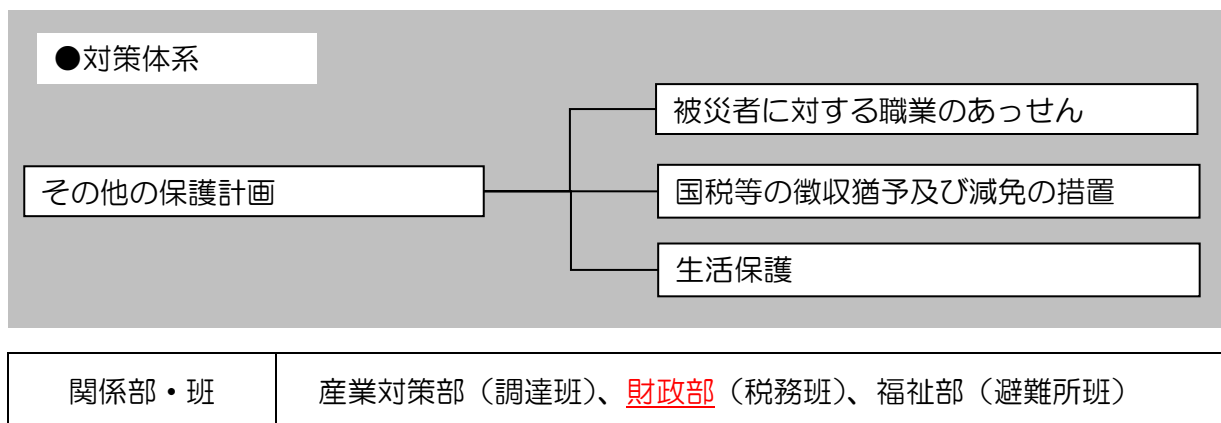 ●対策体系
被災者に対する職業のあっせん
その他の保護計画
国税等の徴収猶予及び減免の措置
生活保護
関係部・班
産業対策部（調達班）、財政部（税務班）、福祉部（避難所班）